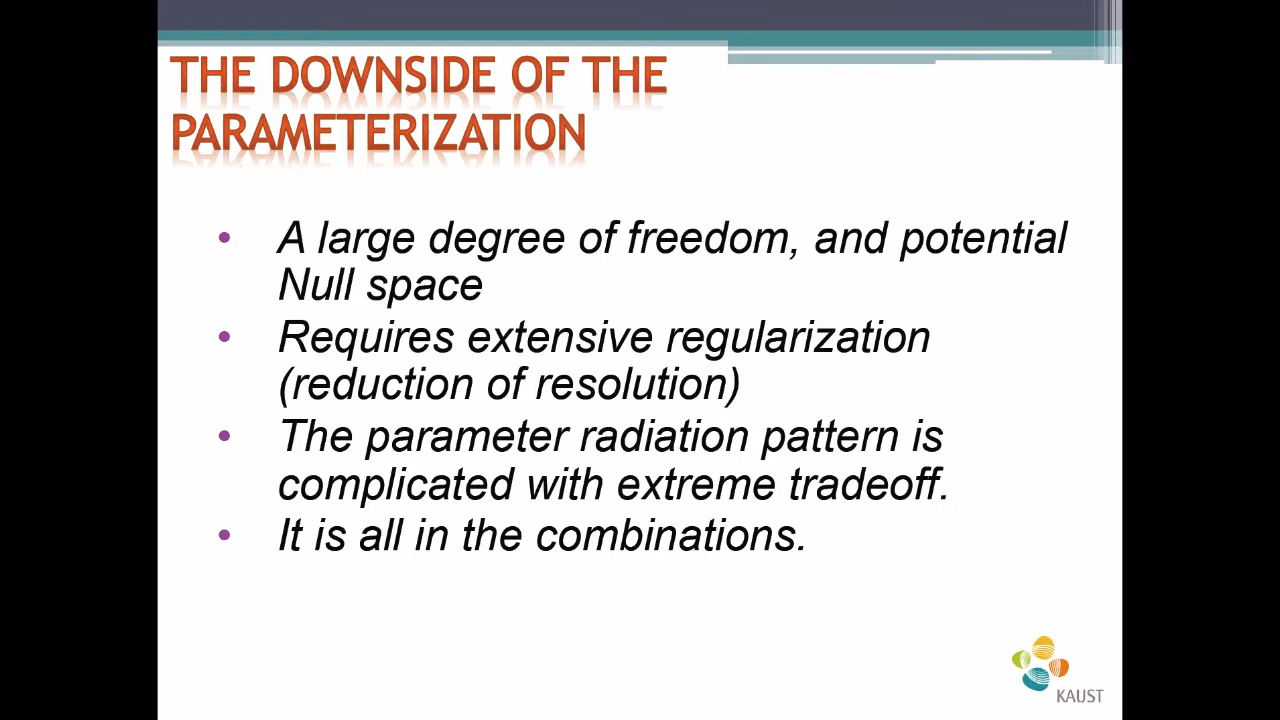 THE DOWNSIDE OF THE
PARAMETERIZATION
• A large degree of freedom, and potential
Null space
• Requires extensive regularization
(reduction of resolution)
• The parameter radiation pattern is
complicated with extreme tradeoff.
• It is all in the combinations.
KAUST